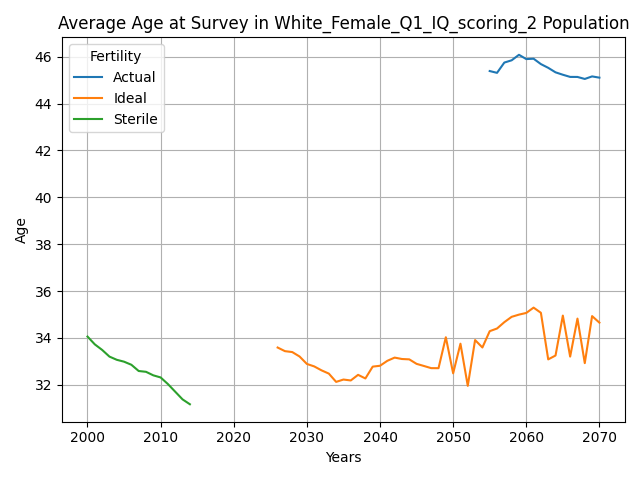 Average Age at Survey in White_Female_Q1_IQ_scoring_2 Population
Fertility
Actual
Ideal
Sterile
46
44
42
40
38
36
34
32
Age
2000 2010 2020 2030 2040 2050 2060 2070
Years